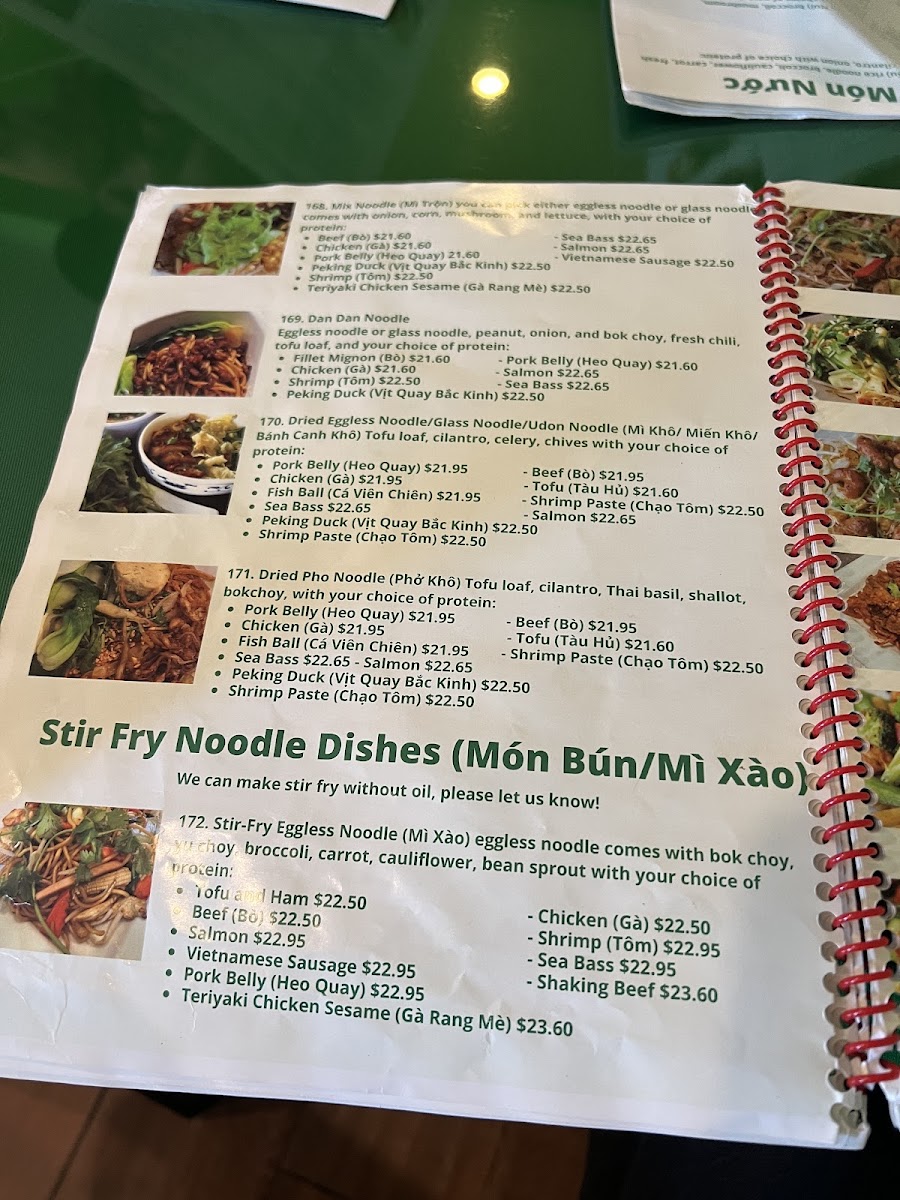 168. Mix Noodle (Mì Trộn) you can pick either eggless noodle or glass noodle
comes with onion, corn, mushroom, and lettuce, with your choice of
protein:
• Beef (Bò) $21.60
- Sea Bass $22.65
• Chicken (Gà) $21.60
- Salmon $22.65
• Pork Belly (Heo Quay) 21.60
- Vietnamese Sausage $22.50
• Peking Duck (Vịt Quay Bắc Kinh) $22.50
• Shrimp (Tôm) $22.50
• Teriyaki Chicken Sesame (Gà Rang Mè) $22.50
169. Dan Dan Noodle
Eggless noodle or glass noodle, peanut, onion, and bok choy, fresh chili,
tofu loaf, and your choice of protein:
• Fillet Mignon (Bò) $21.60
- Pork Belly (Heo Quay) $21.60
• Chicken (Gà) $21.60
- Salmon $22.65
• Shrimp (Tôm) $22.50
- Sea Bass $22.65
• Peking Duck (Vịt Quay Bắc Kinh) $22.50
170. Dried Eggless Noodle/Glass Noodle/Udon Noodle (Mì Khô/ Miến Khô/
Bánh Canh Khô) Tofu loaf, cilantro, celery, chives with your choice of
protein:
• Pork Belly (Heo Quay) $21.95
- Beef (Bò) $21.95
• Chicken (Gà) $21.95
- Tofu (Tàu Hủ) $21.60
• Fish Ball (Cá Viên Chiên) $21.95
- Shrimp Paste (Chạo Tôm) $22.50
• Sea Bass $22.65
- Salmon $22.65
• Peking Duck (Vịt Quay Bắc Kinh) $22.50
• Shrimp Paste (Chạo Tôm) $22.50
171. Dried Pho Noodle (Phở Khô) Tofu loaf, cilantro, Thai basil, shallot,
bokchoy, with your choice of protein:
• Pork Belly (Heo Quay) $21.95
- Beef (Bò) $21.95
• Chicken (Gà) $21.95
- Tofu (Tàu Hủ) $21.60
• Fish Ball (Cá Viên Chiên) $21.95
- Shrimp Paste (Chạo Tôm) $22.50
• Sea Bass $22.65 - Salmon $22.65
• Peking Duck (Vịt Quay Bắc Kinh) $22.50
• Shrimp Paste (Chạo Tôm) $22.50
Stir Fry Noodle Dishes (Món Bún/Mì Xào)
We can make stir fry without oil, please let us know!
172. Stir-Fry Eggless Noodle (Mì Xào) eggless noodle comes with bok choy,
yu choy, broccoli, carrot, cauliflower, bean sprout with your choice of
protein:
• Tofu and Ham $22.50
- Chicken (Gà) $22.50
• Beef (Bò) $22.50
- Shrimp (Tôm) $22.95
• Salmon $22.95
- Sea Bass $22.95
• Vietnamese Sausage $22.95
- Shaking Beef $23.60
• Pork Belly (Heo Quay) $22.95
• Teriyaki Chicken Sesame (Gà Rang Mè) $23.60
Món Nước
rice noodle, broccoli, cauliflower, carrot, fresh
cilantro, onion with choice of protein:
broccoli, mushroom